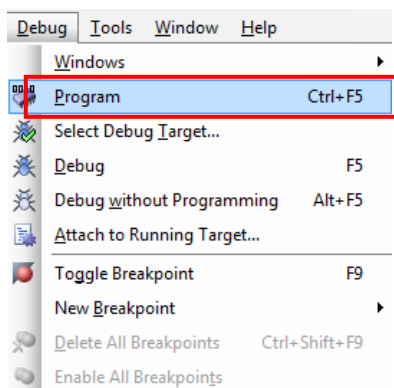 Debug Tools Window Help
Windows
Program Ctrl+F5
Select Debug Target...
Debug F5
Debug without Programming Alt+F5
Attach to Running Target...
Toggle Breakpoint F9
New Breakpoint
Delete All Breakpoints Ctrl+Shift+F9
Enable All Breakpoints